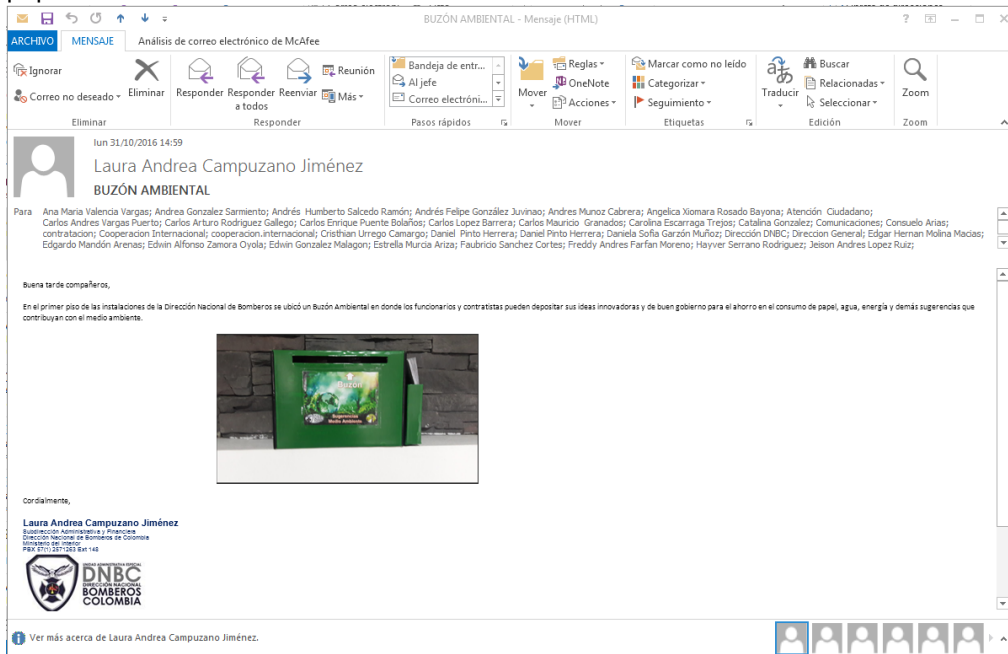 BUZÓN AMBIENTAL - Mensaje (HTML)
ARCHIVO MENSAJE Análisis de correo electrónico de McAfee
Ignorar
Correo no deseado
Eliminar
Eliminar
Responder Responder a todos Reenviar
Reunión
Más
Responder
Bandeja de entr...
Al jefe
Correo electróni...
Pasos rápidos
Mover
Reglas
OneNote
Acciones
Mover
Marcar como no leído
Categorizar
Seguimiento
Etiquetas
Traducir
Buscar
Relacionadas
Seleccionar
Edición
Zoom
Zoom
lun 31/10/2016 14:59
Laura Andrea Campuzano Jiménez
BUZÓN AMBIENTAL
Para Ana Maria Valencia Vargas; Andrea Gonzalez Sarmiento; Andrés Humberto Salcedo Ramón; Andrés Felipe González Juvinao; Andres Munoz Cabrera; Angelica Xiomara Rosado Bayona; Atención Ciudadano;
Carlos Andres Vargas Puerto; Carlos Arturo Rodriguez Gallego; Carlos Enrique Puente Bolaños; Carlos Lopez Barrera; Carlos Mauricio Granados; Carolina Escarraga Trejos; Catalina Gonzalez; Comunicaciones; Consuelo Arias;
contratacion; Cooperacion Internacional; cooperacion.internacional; Cristhian Urrego Camargo; Daniel Pinto Herrera; Daniel Pinto Herrera; Daniela Sofia Garzón Muñoz; Dirección DNBC; Direccion General; Edgar Hernan Molina Macias;
Edgardo Mandón Arenas; Edwin Alfonso Zamora Oyola; Edwin Gonzalez Malagon; Estrella Murcia Ariza; Faubricio Sanchez Cortes; Freddy Andres Farfan Moreno; Hayver Serrano Rodriguez; Jeison Andres Lopez Ruiz;
Buena tarde compañeros,
En el primer piso de las instalaciones de la Dirección Nacional de Bomberos se ubicó un Buzón Ambiental en donde los funcionarios y contratistas pueden depositar sus ideas innovadoras y de buen gobierno para el ahorro en el consumo de papel, agua, energía y demás sugerencias que
contribuyan con el medio ambiente.
Buzón
Sugerencias
Medio Ambiente
Cordialmente,
Laura Andrea Campuzano Jiménez
Subdirección Administrativa y Financiera
Dirección Nacional de Bomberos de Colombia
Ministerio del Interior
PBX 57(1) 2571263 Ext 148
UNIDAD ADMINISTRATIVA ESPECIAL
DNBC
DIRECCIÓN NACIONAL
BOMBEROS
COLOMBIA
Ver más acerca de Laura Andrea Campuzano Jiménez.